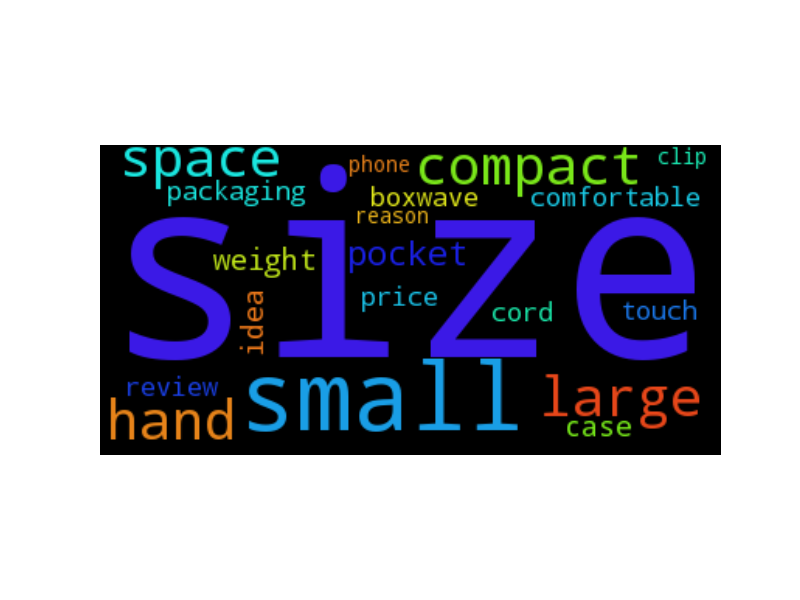 space
phone
compact
clip
packaging
boxwave
comfortable
reason
size
weight
pocket
idea
price
cord
touch
review
small
large
hand
case